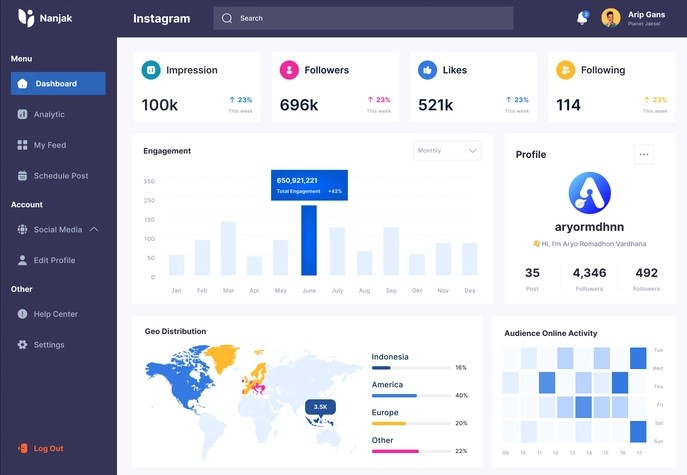 Nanjak
Instagram
Search
3
Arip Gans
Planet Jaksel
Menu
Dashboard
Analytic
My Feed
Schedule Post
Account
Social Media
Edit Profile
Other
Help Center
Settings
Log Out
Impression
100k
↑ 23%
This week
Followers
696k
↑ 23%
This week
Likes
521k
↑ 23%
This week
Following
114
↑ 23%
This week
Engagement
Monthly
350
250
150
100
50
0
650,921,221
Total Engagement +42%
Jan Feb Mar Apr May June July Aug Sep Okt Nov Des
Profile
...
aryormdhnn
👋 Hi, I'm Aryo Romadhon Vardhana
35 4,346 492
Post Followers Followers
Geo Distribution
3.5K
Indonesia
16%
America
40%
Europe
20%
Other
22%
Audience Online Activity
Tue
Wed
Thu
Fri
Sat
Sun
09 10 11 12 13 14 15 16 17